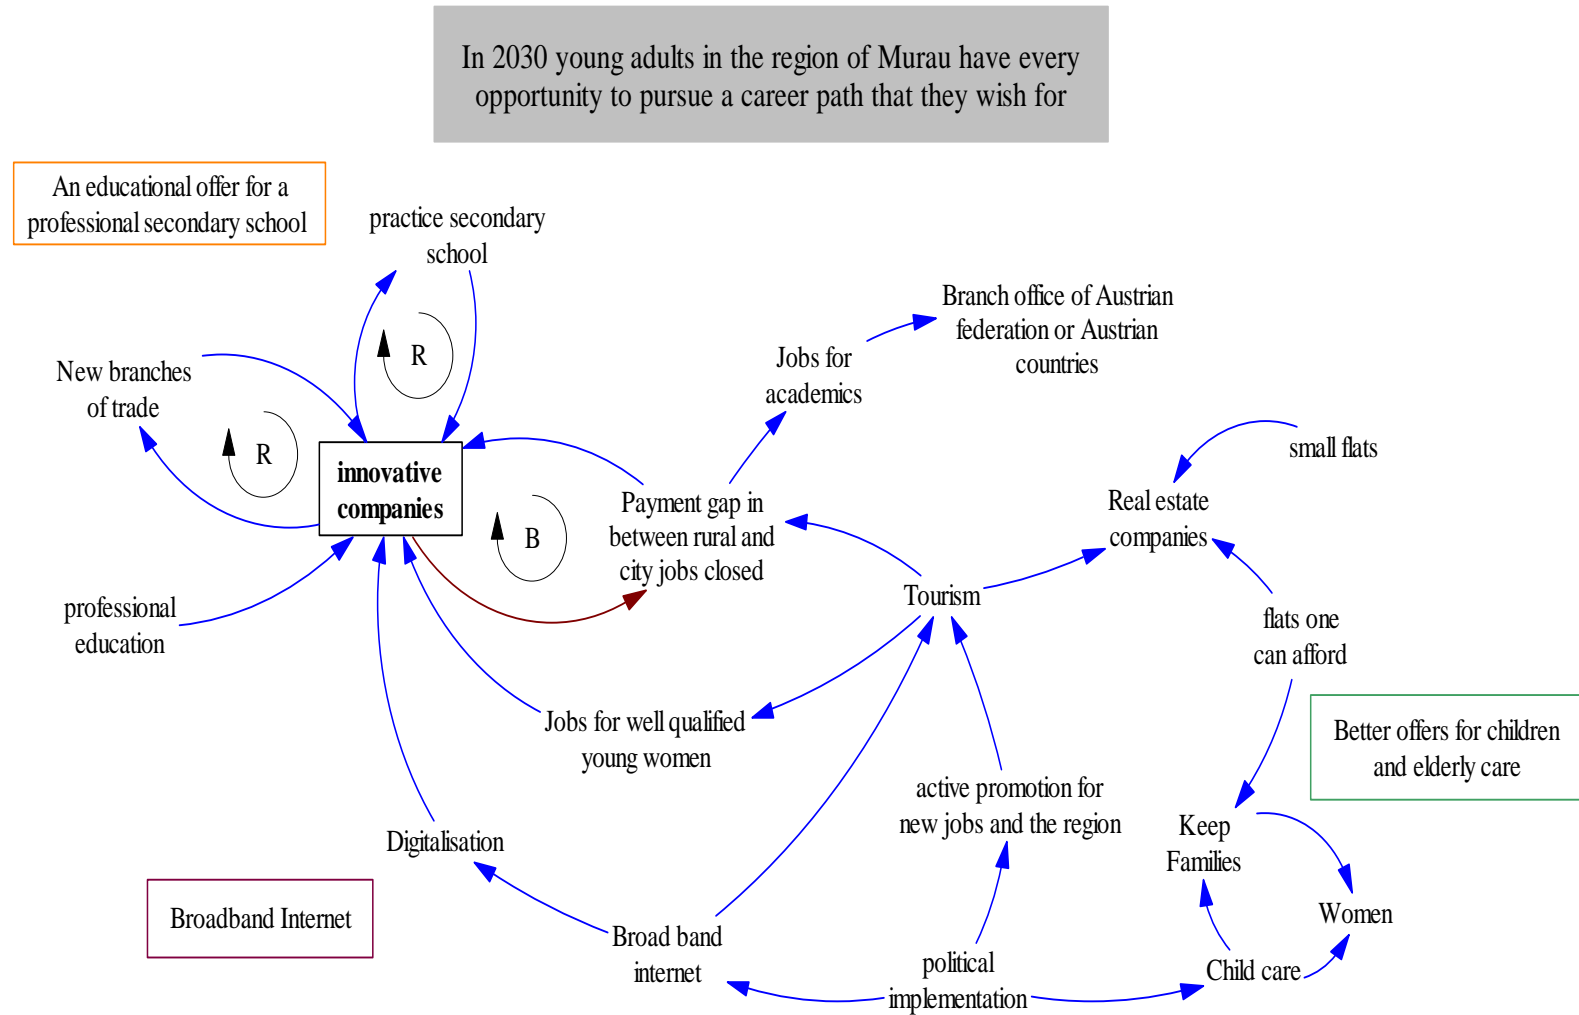 In 2030 young adults in the region of Murau have every
opportunity to pursue a career path that they wish for
An educational offer for a
professional secondary school
practice secondary
school
Branch office of Austrian
federation or Austrian
countries
New branches
of trade
R
Jobs for
academics
R
small flats
innovative
companies
B
Payment gap in
between rural and
city jobs closed
Real estate
companies
professional
education
Tourism
flats one
can afford
Jobs for well qualified
young women
Better offers for children
and elderly care
active promotion for
new jobs and the region
Keep
Families
Digitalisation
Broadband Internet
Women
Broad band
internet
political
implementation
Child care